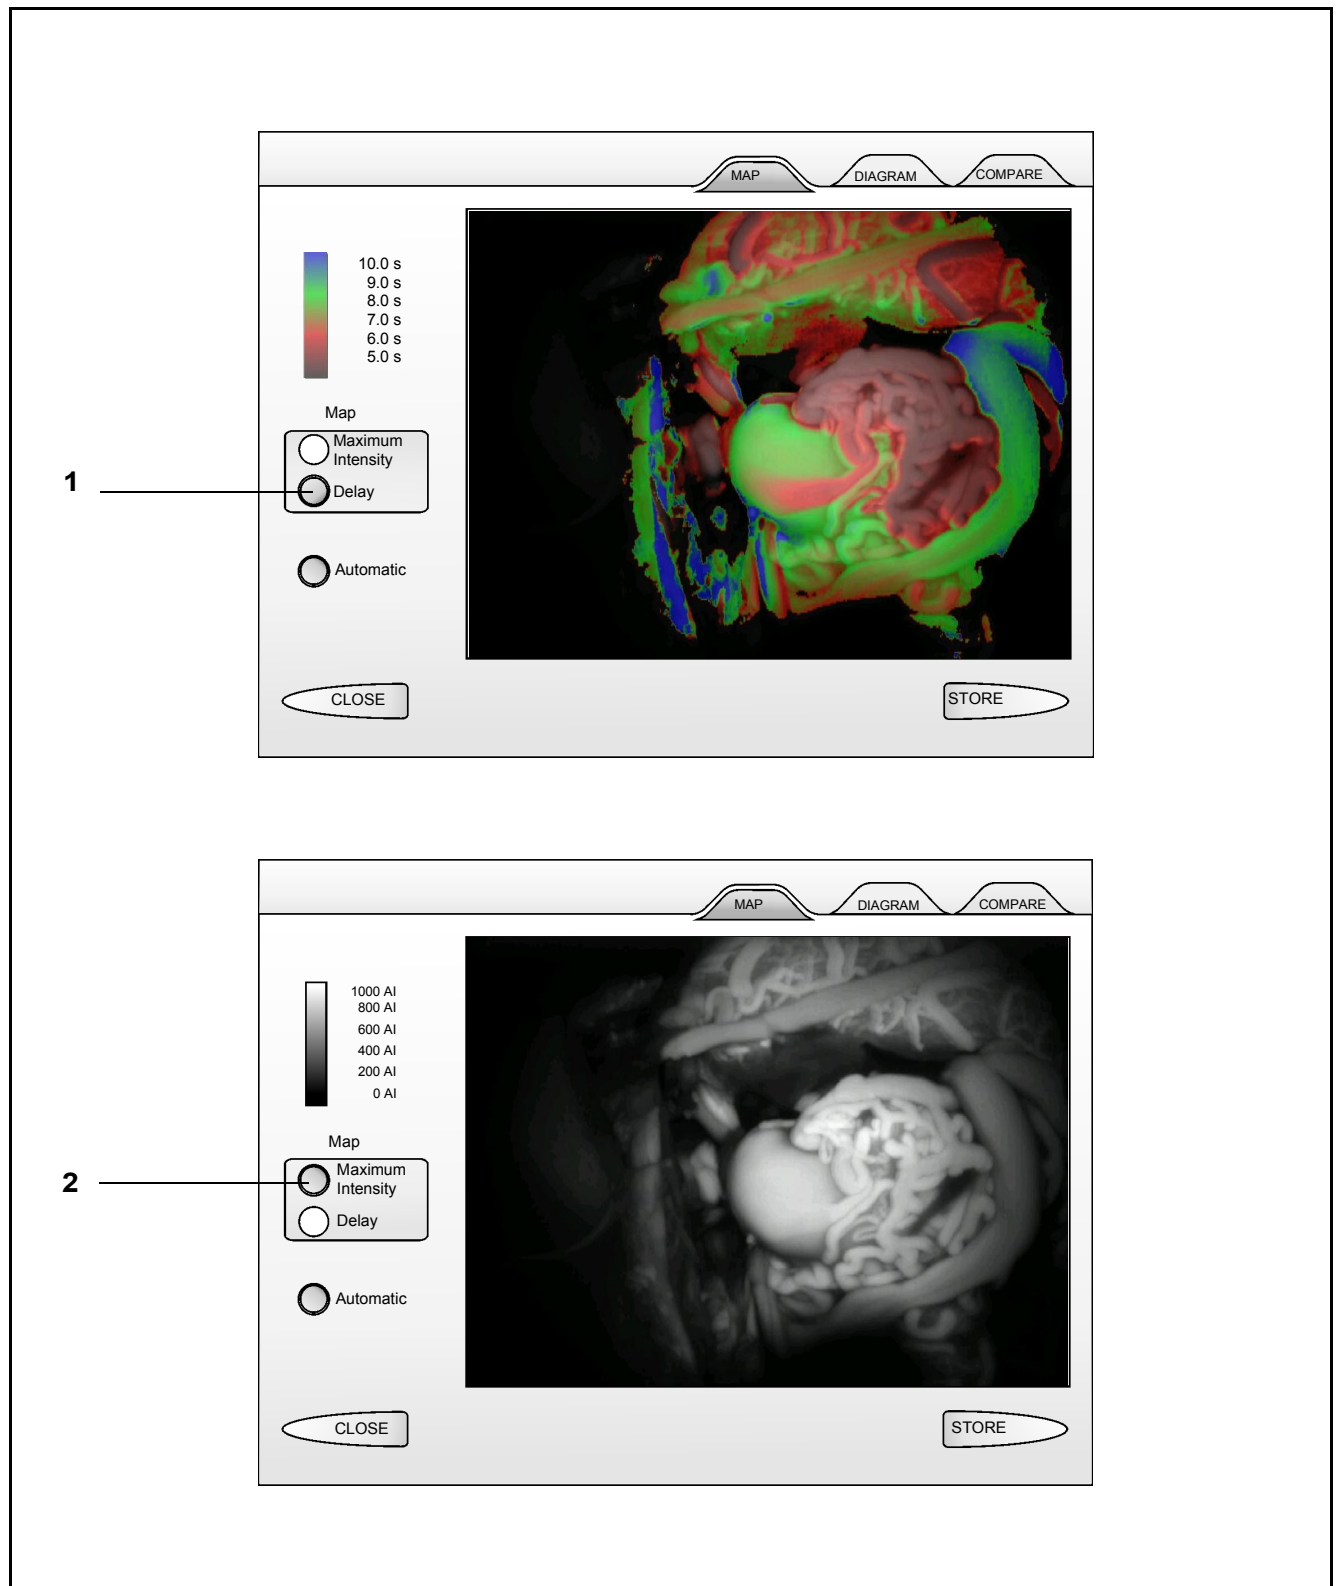 MAP
DIAGRAM
COMPARE
10.0 s
9.0 s
8.0 s
7.0 s
6.0 s
5.0 s
Map
Maximum
Intensity
1
Delay
Automatic
CLOSE
STORE
MAP
DIAGRAM
COMPARE
1000 AI
800 AI
600 AI
400 AI
200 AI
0 AI
Map
2
Maximum
Intensity
Delay
Automatic
CLOSE
STORE